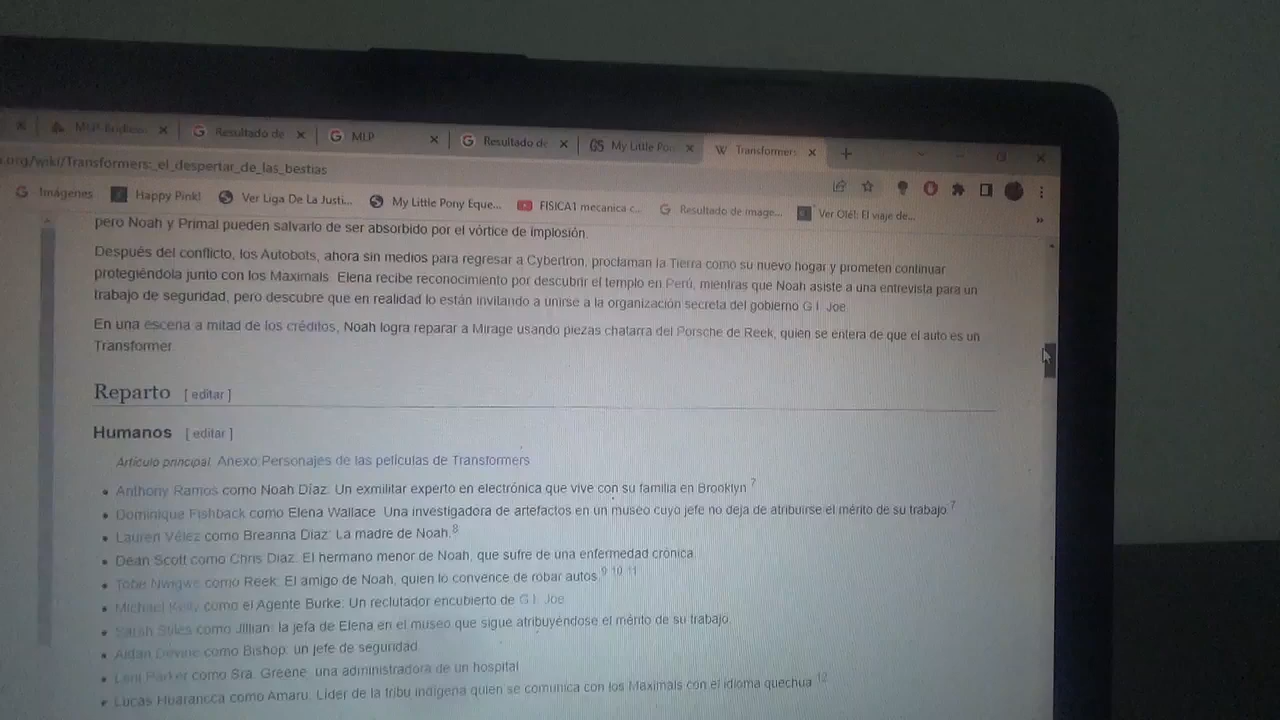 MLP
Resultado de
MLP
Resultado de
My Little Pon
Transformers:
.org/wiki/Transformers:_el_despertar_de_las_bestias
Imágenes
Happy Pink!
Ver Liga De La Justi...
My Little Pony Eque...
FISICA1 mecanica c...
Resultado de image...
Ver Olé!: El viaje de...
pero Noah y Primal pueden salvarlo de ser absorbido por el vórtice de implosión.
Después del conflicto, los Autobots, ahora sin medios para regresar a Cybertron, proclaman la Tierra como su nuevo hogar y prometen continuar
protegiéndola junto con los Maximals. Elena recibe reconocimiento por descubrir el templo en Perú, mientras que Noah asiste a una entrevista para un
trabajo de seguridad, pero descubre que en realidad lo están invitando a unirse a la organización secreta del gobierno G.I. Joe.
En una escena a mitad de los créditos, Noah logra reparar a Mirage usando piezas chatarra del Porsche de Reek, quien se entera de que el auto es un
Transformer.
Reparto [ editar ]
Humanos [ editar ]
Artículo principal: Anexo:Personajes de las películas de Transformers
Anthony Ramos como Noah Díaz: Un exmilitar experto en electrónica que vive con su familia en Brooklyn.7
Dominique Fishback como Elena Wallace: Una investigadora de artefactos en un museo cuyo jefe no deja de atribuirse el mérito de su trabajo.7
Lauren Vélez como Breanna Diaz: La madre de Noah.8
Dean Scott como Chris Diaz: El hermano menor de Noah, que sufre de una enfermedad crónica.
Tobe Nwigwe como Reek: El amigo de Noah, quien lo convence de robar autos.9 10 11
Michael Kelly como el Agente Burke: Un reclutador encubierto de G.I. Joe.
Sarah Stiles como Jillian: la jefa de Elena en el museo que sigue atribuyéndose el mérito de su trabajo.
Aidan Devine como Bishop: un jefe de seguridad.
Leni Parker como Sra. Greene: una administradora de un hospital.
Lucas Huarancca como Amaru: Líder de la tribu indígena quien se comunica con los Maximals con el idioma quechua.12